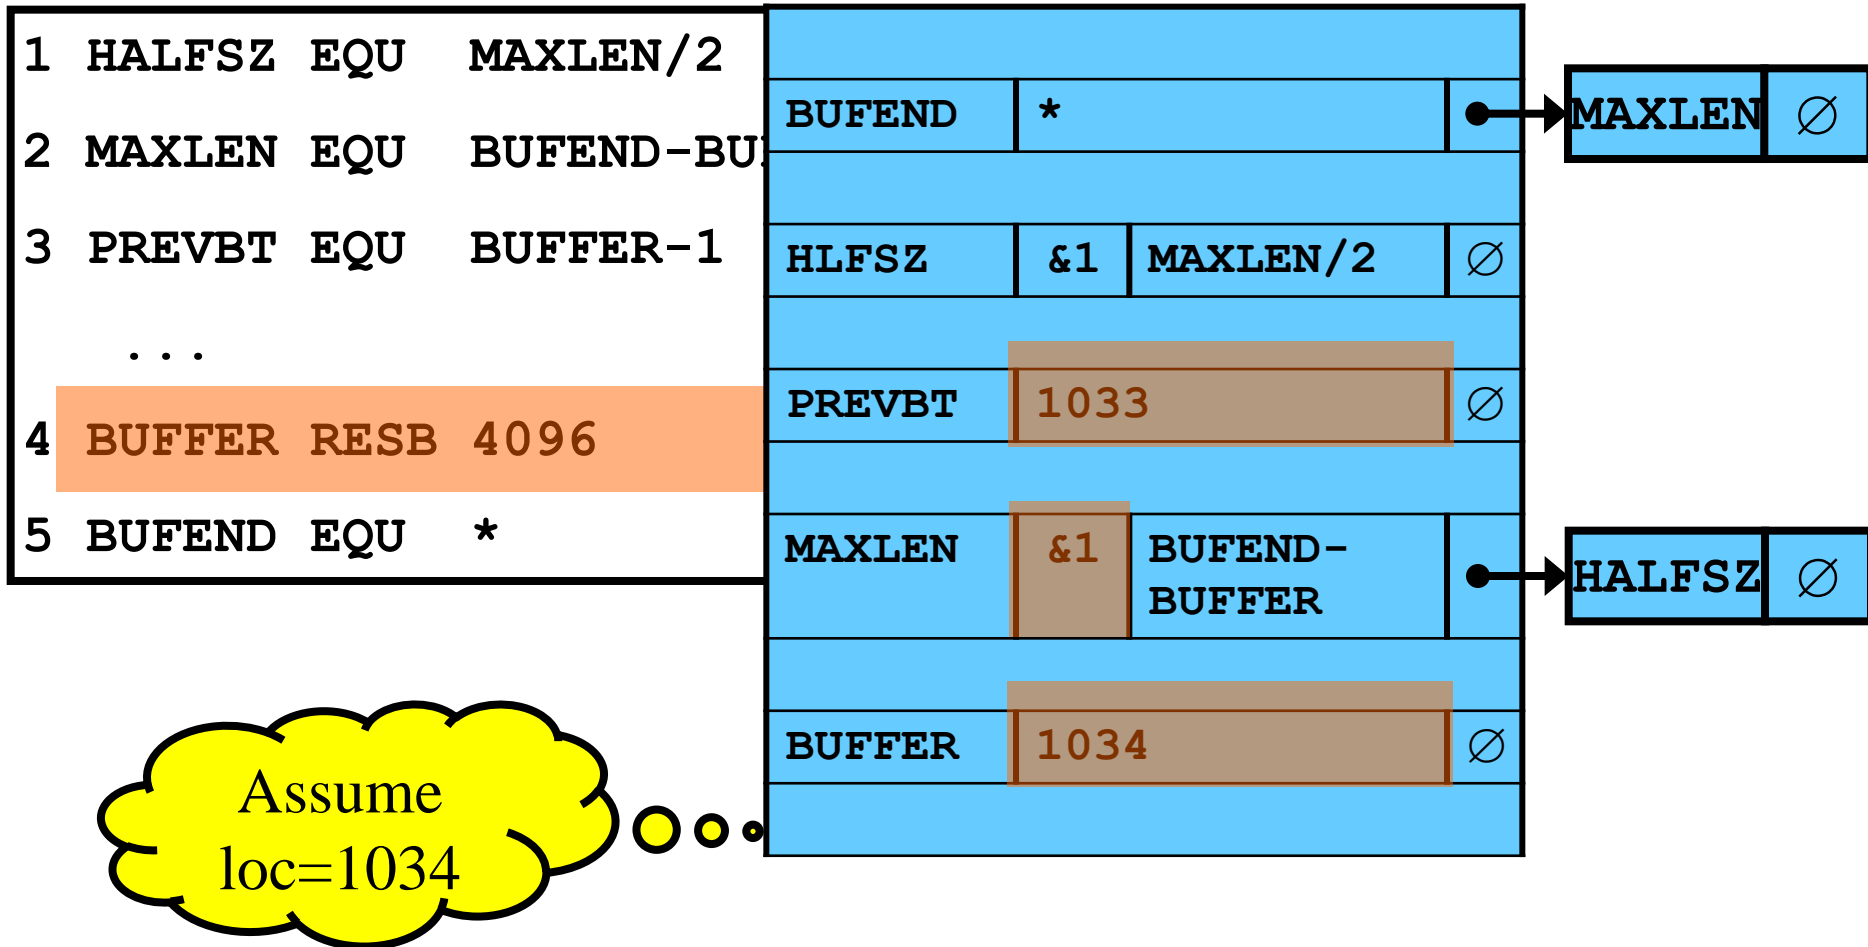 1 HALFSZ EQU MAXLEN/2
2 MAXLEN EQU BUFEND-BU
3 PREVBT EQU BUFFER-1
...
4 BUFFER RESB 4096
5 BUFEND EQU *
BUFEND * MAXLEN ∅
HLFSZ &1 MAXLEN/2 ∅
PREVBT 1033 ∅
MAXLEN &1 BUFEND-
BUFFER
HALFSZ ∅
BUFFER 1034 ∅
Assume
loc=1034